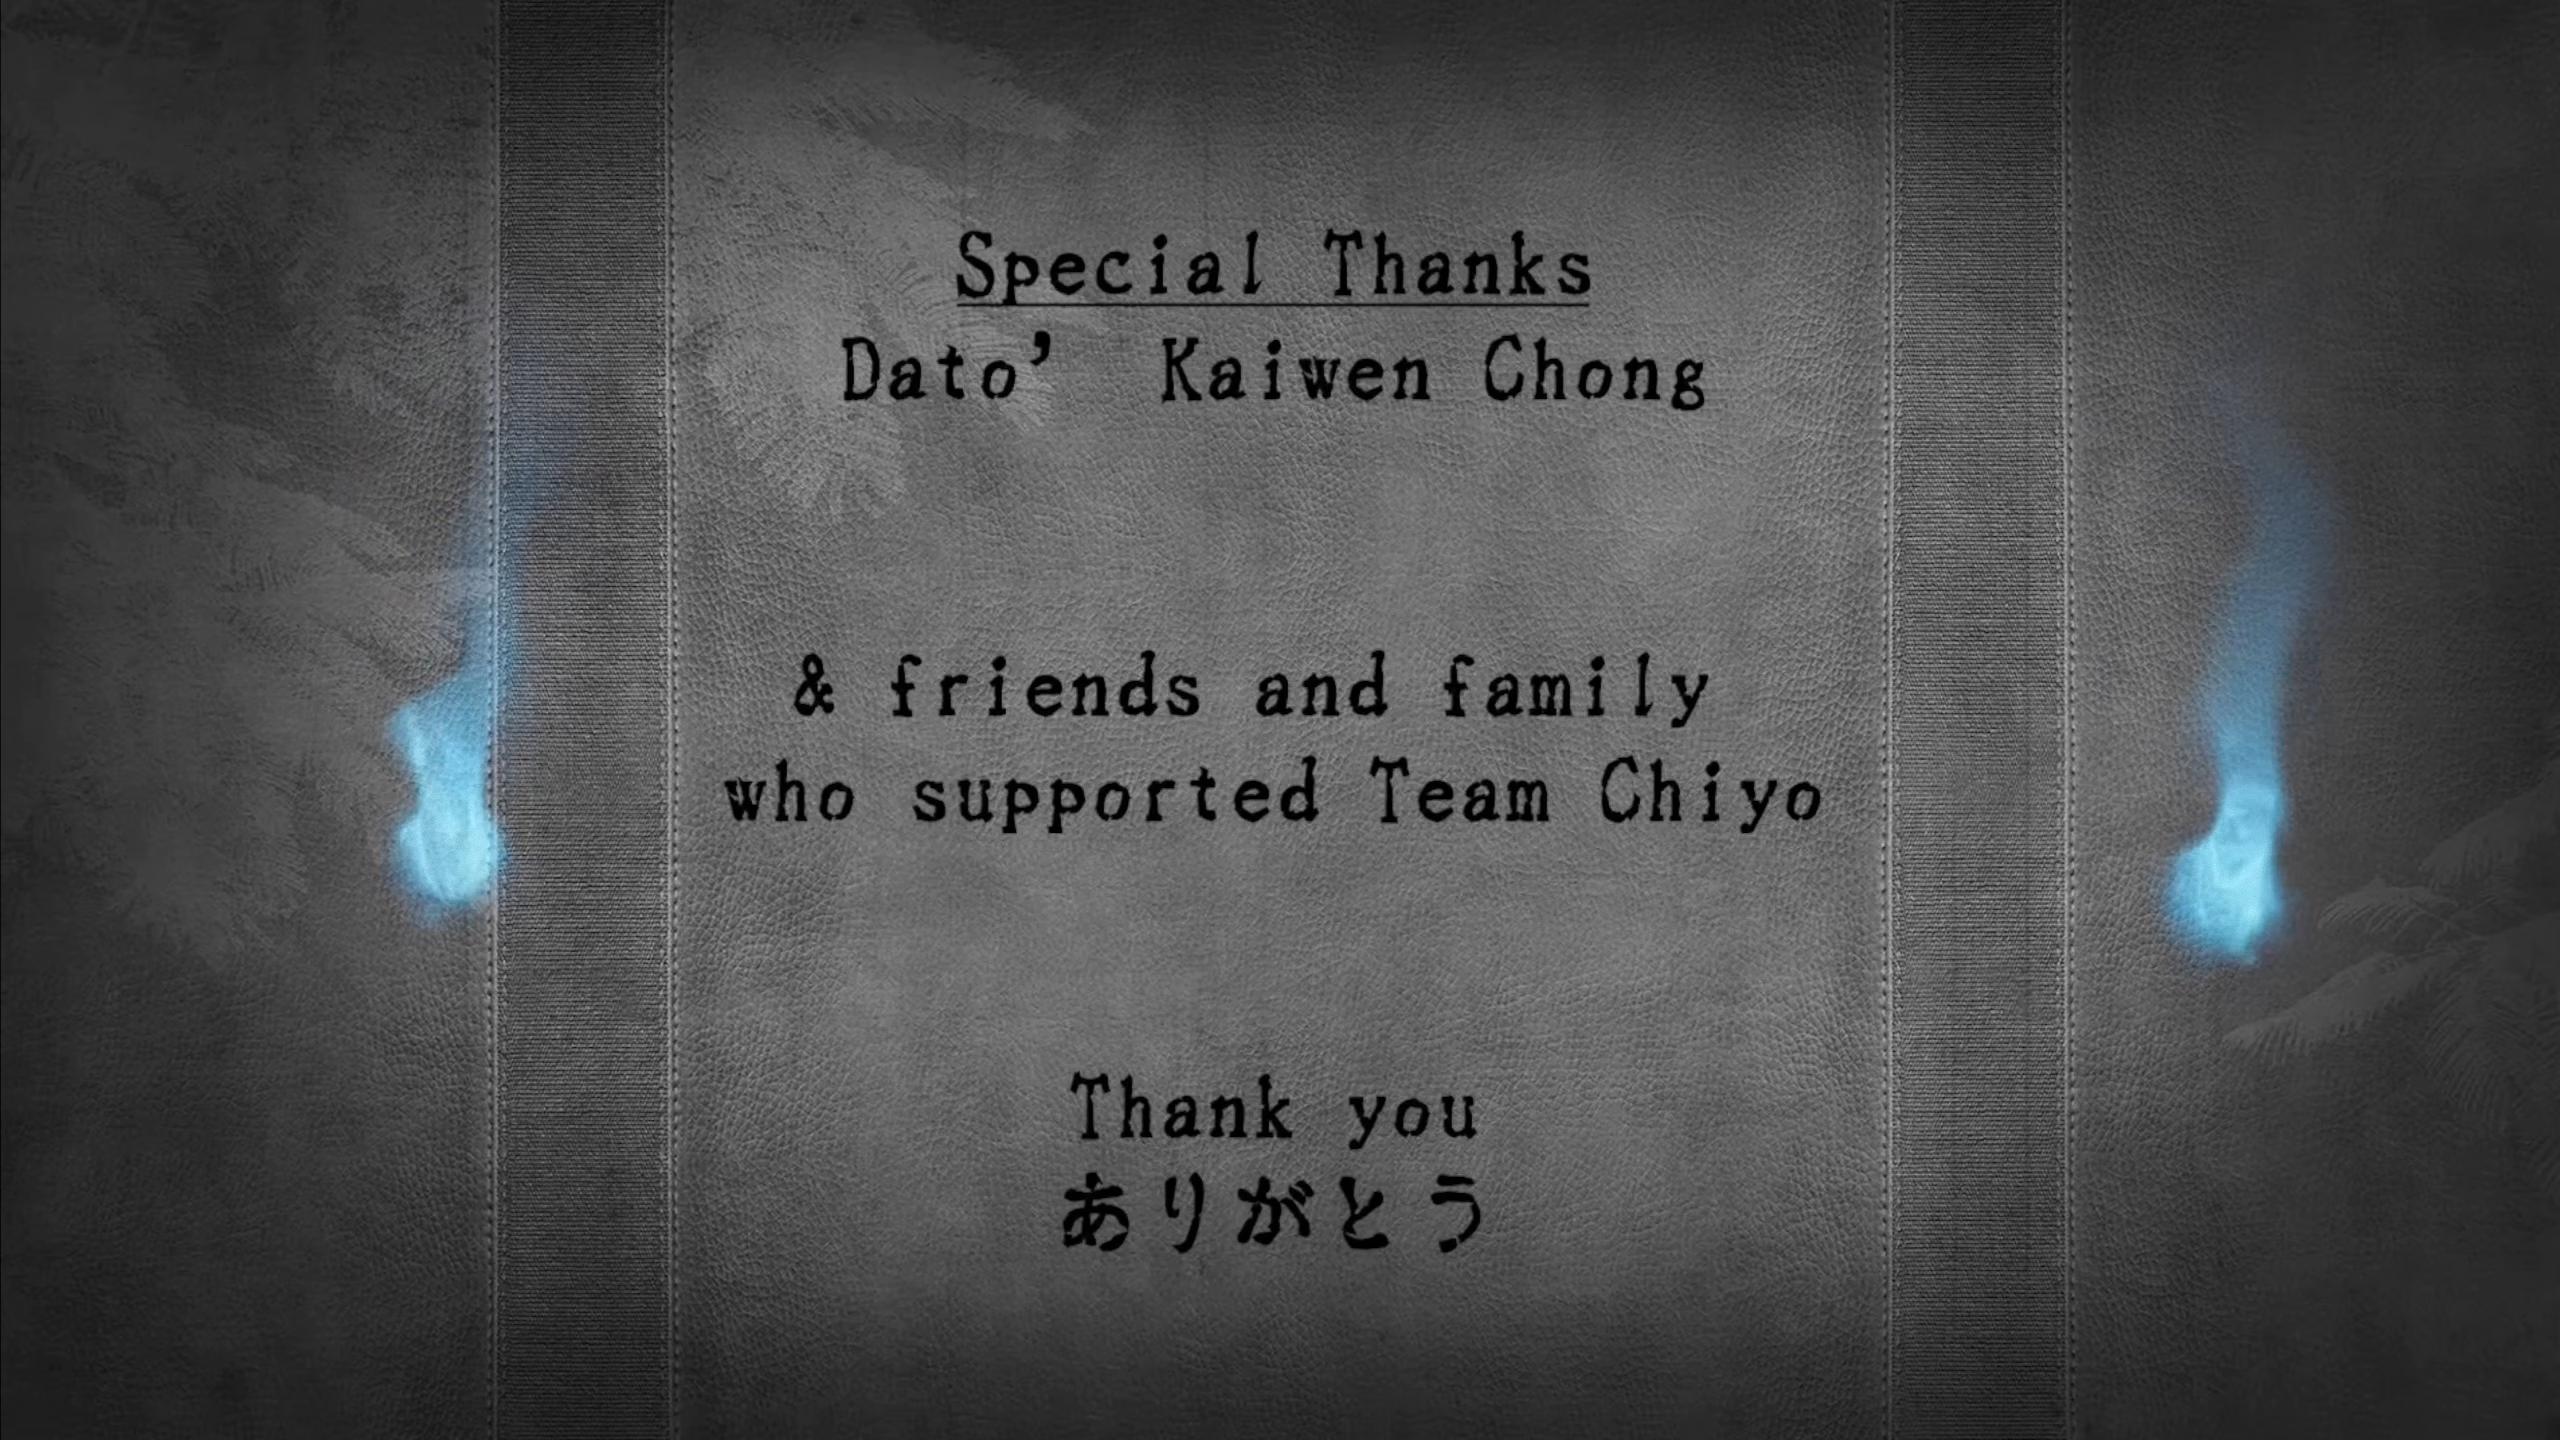 Special Thanks
Dato’ Kaiwen Chong
& friends and family
who supported Team Chiyo
Thank you
ありがとう